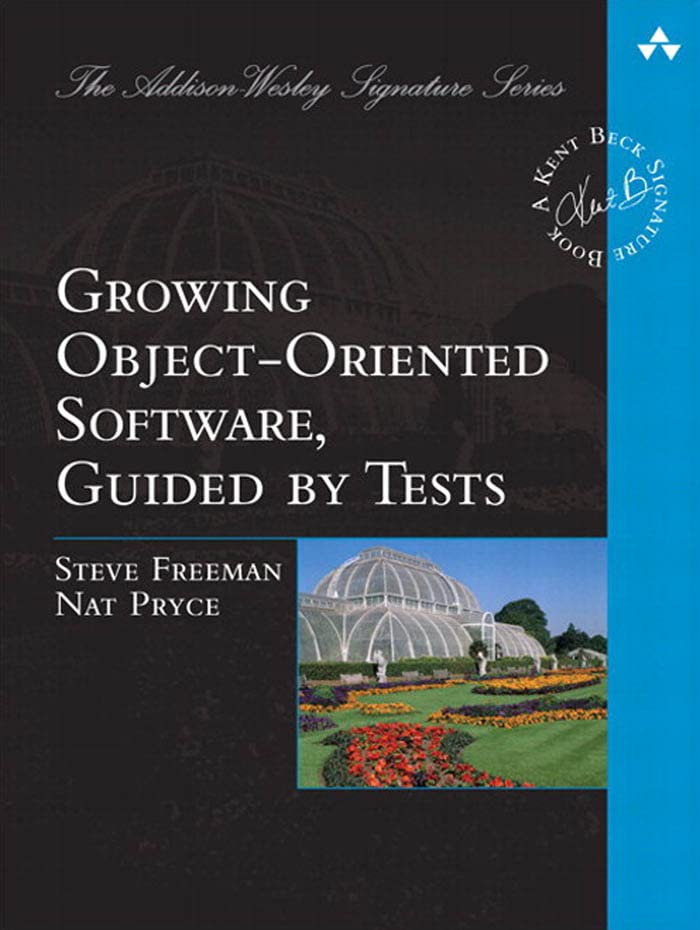 The Addison-Wesley Signature Series
A KENT BECK SIGNATURE BOOK
Kent B
GROWING
OBJECT-ORIENTED
SOFTWARE,
GUIDED BY TESTS
STEVE FREEMAN
NAT PRYCE